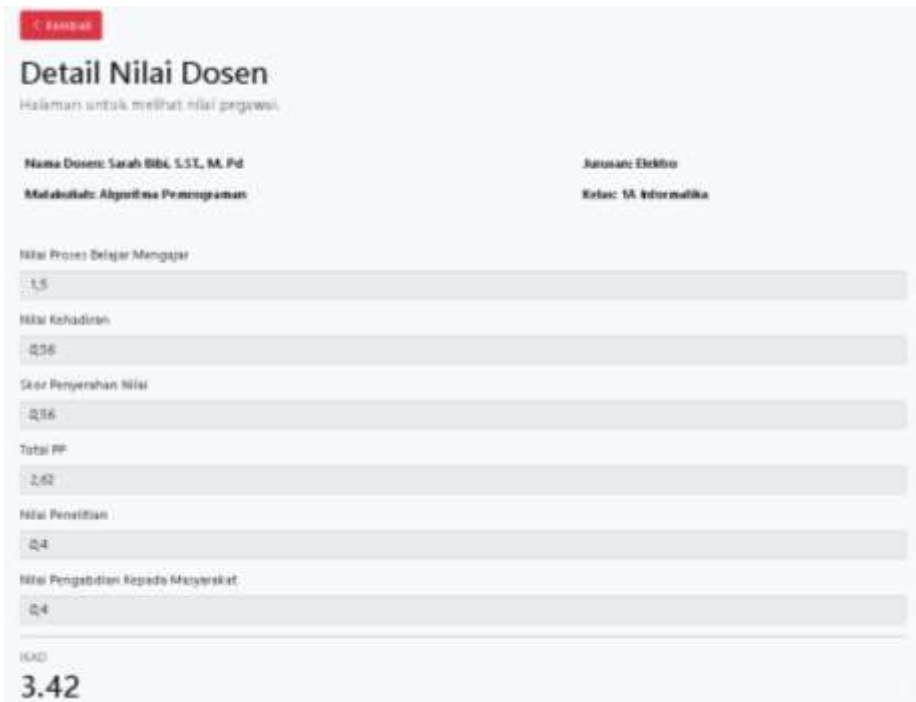 < Kembali
Detail Nilai Dosen
Halaman untuk melihat nilai pegawai.
Nama Dosen: Sarah Bibi, S.ST., M. Pd
Jurusan: Elektro
Matakuliah: Algoritma Pemrograman
Kelas: 1A Informatika
Nilai Proses Belajar Mengajar
1,5
Nilai Kehadiran
0,56
Skor Penyerahan Nilai
0,56
Total PP
2,62
Nilai Penelitian
0,4
Nilai Pengabdian Kepada Masyarakat
0,4
IKAD
3.42